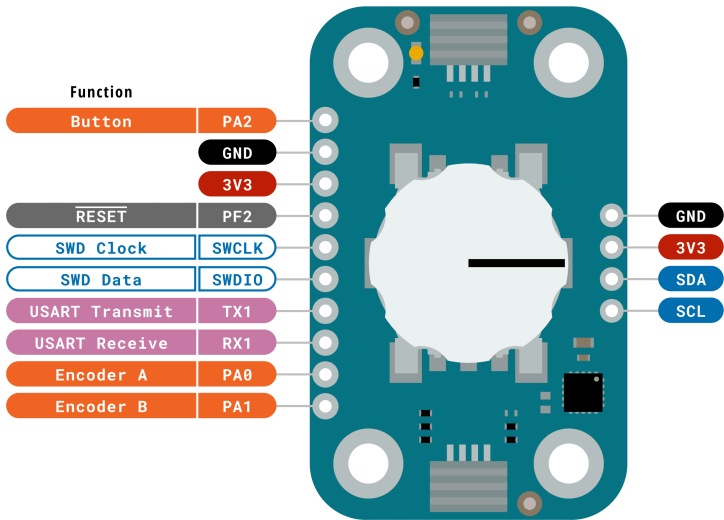 Function
Button PA2
GND
3V3
RESET PF2
SWD Clock SWCLK
SWD Data SWDIO
USART Transmit TX1
USART Receive RX1
Encoder A PA0
Encoder B PA1
GND
3V3
SDA
SCL